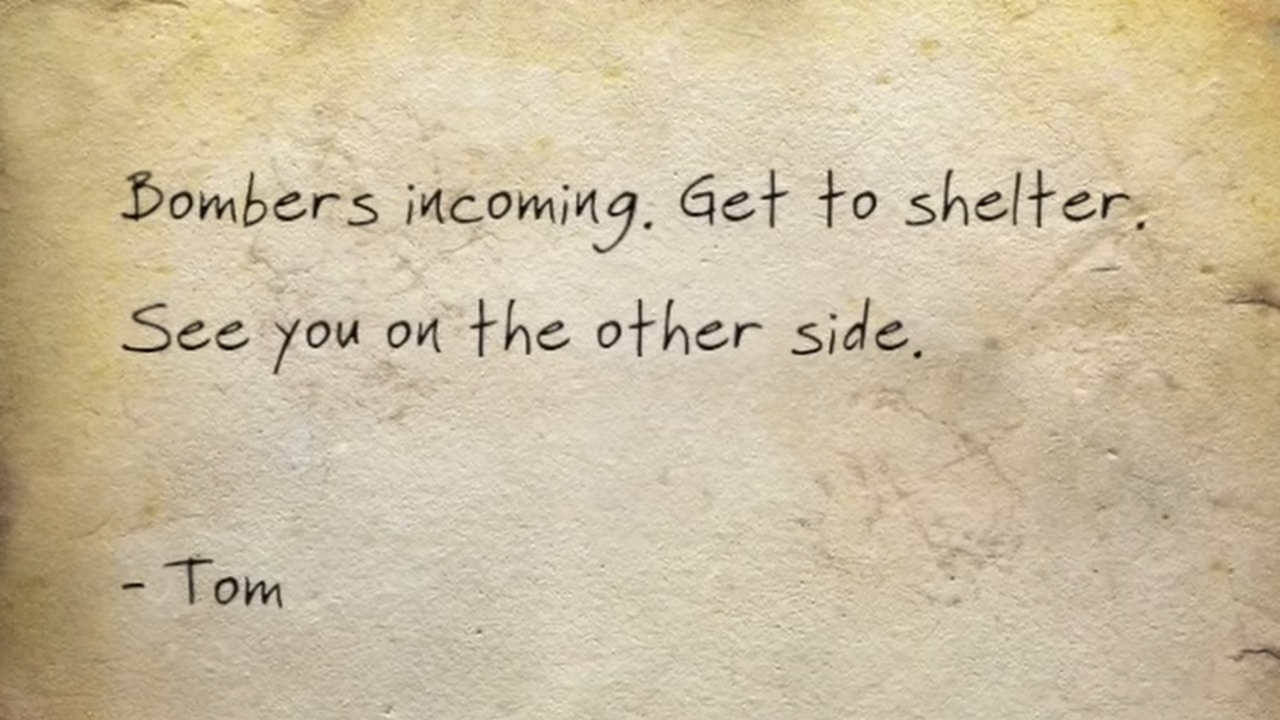 Bombers incoming. Get to shelter.
See you on the other side.
- Tom